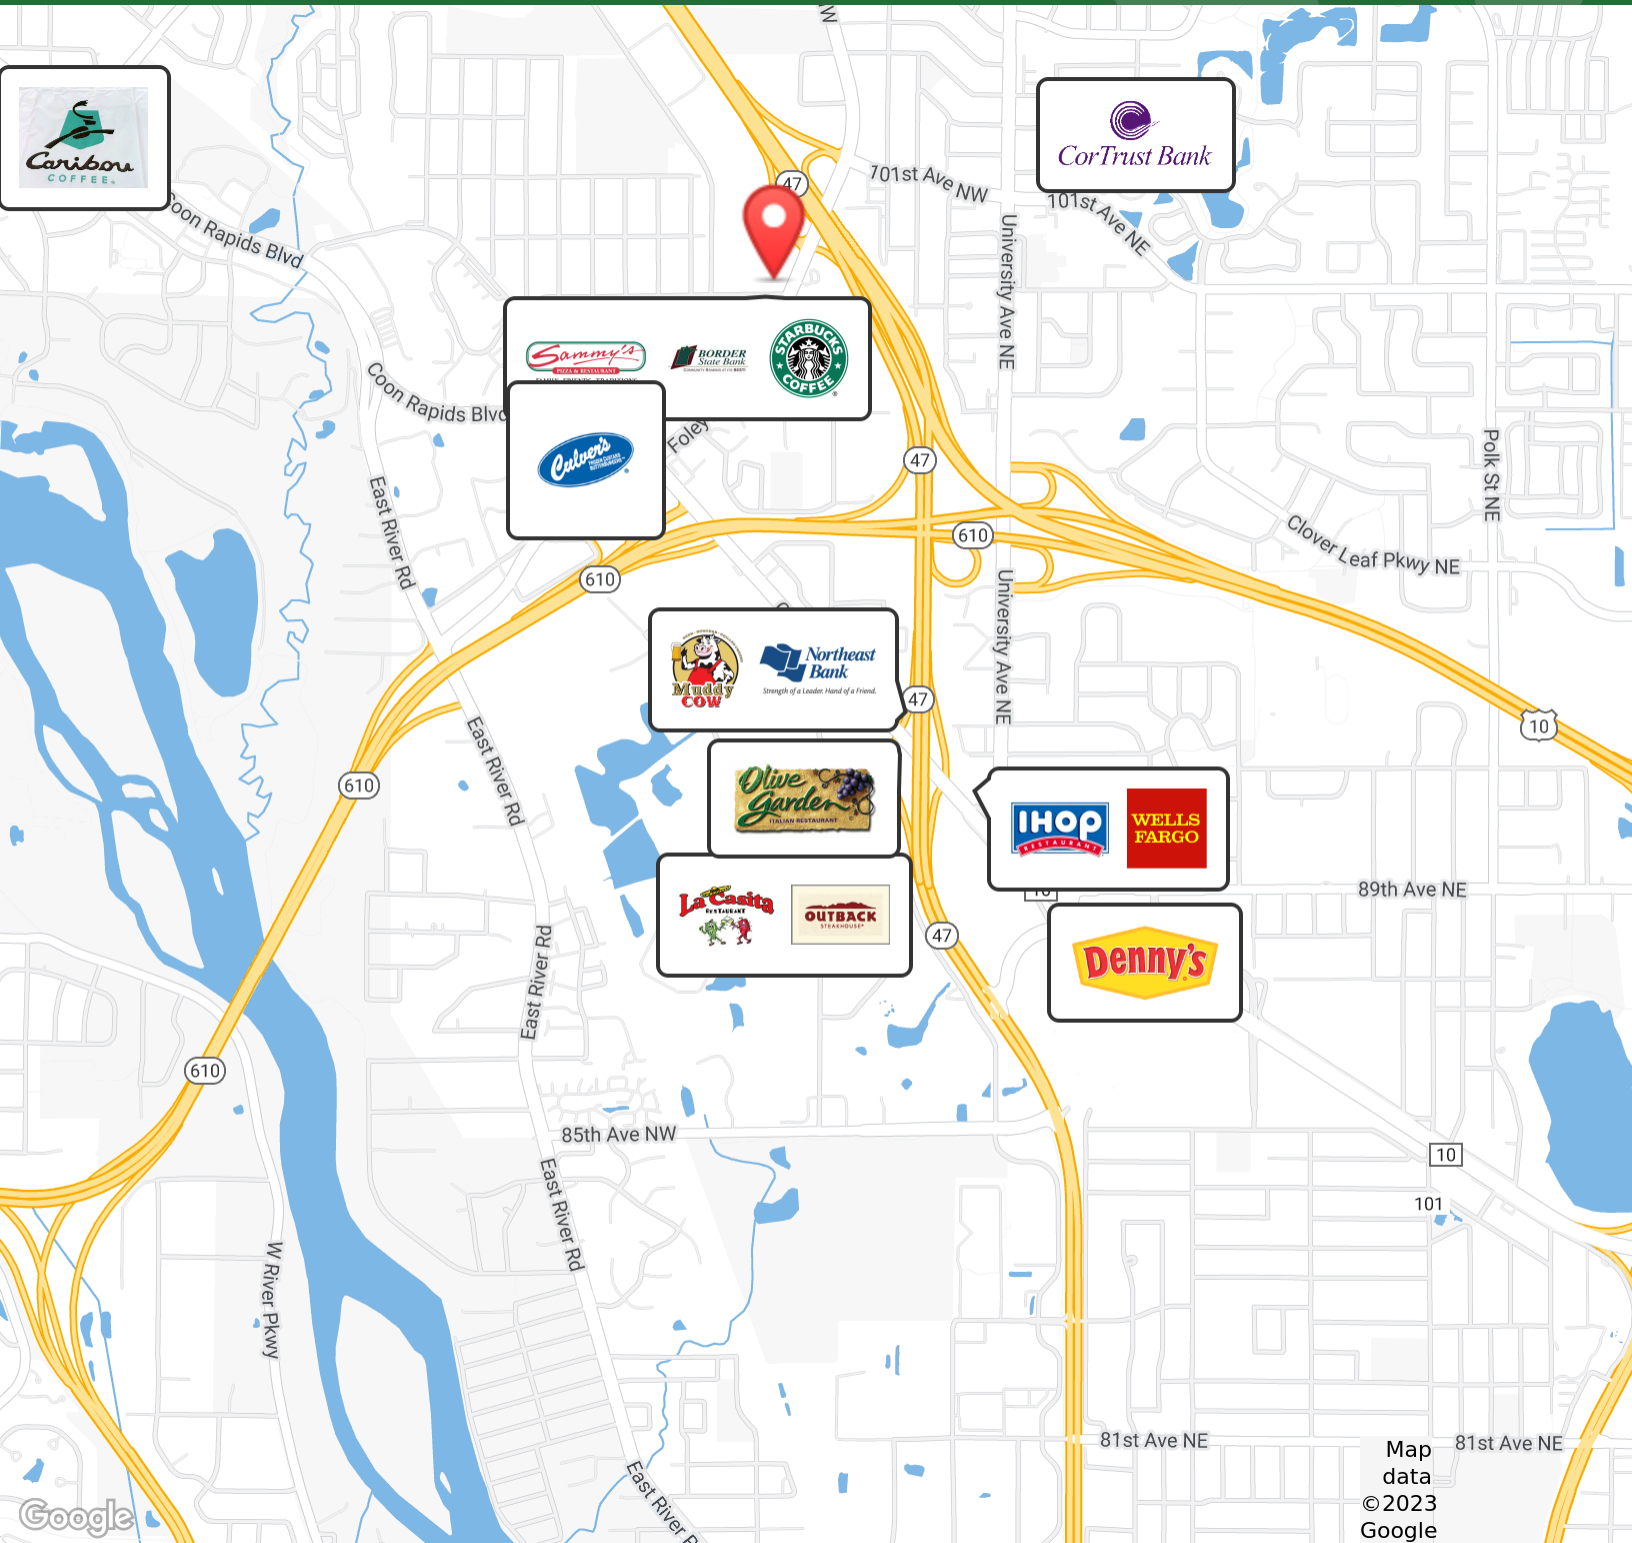 NW
Caribou
COFFEE
CorTrust Bank
47
101st Ave NW
101st Ave NE
Coon Rapids Blvd
University Ave NE
Sammy's
PIZZA & RESTAURANT
BORDER
State Bank
STARBUCKS
COFFEE
Coon Rapids Blvd
Foley
Culver's
47
Polk St NE
East River Rd
610
Clover Leaf Pkwy NE
610
University Ave NE
Muddy
COW
Northeast
Bank
Strength of a Leader. Hand of a Friend.
47
10
East River Rd
610
Olive
Garden
ITALIAN RESTAURANT
IHOP
RESTAURANT
WELLS
FARGO
10
89th Ave NE
La Casita
RESTAURANT
OUTBACK
STEAKHOUSE
47
Denny's
East River Rd
610
85th Ave NW
10
101
East River Rd
W River Pkwy
81st Ave NE
81st Ave NE
East River R
Map
data
©2023
Google
Google